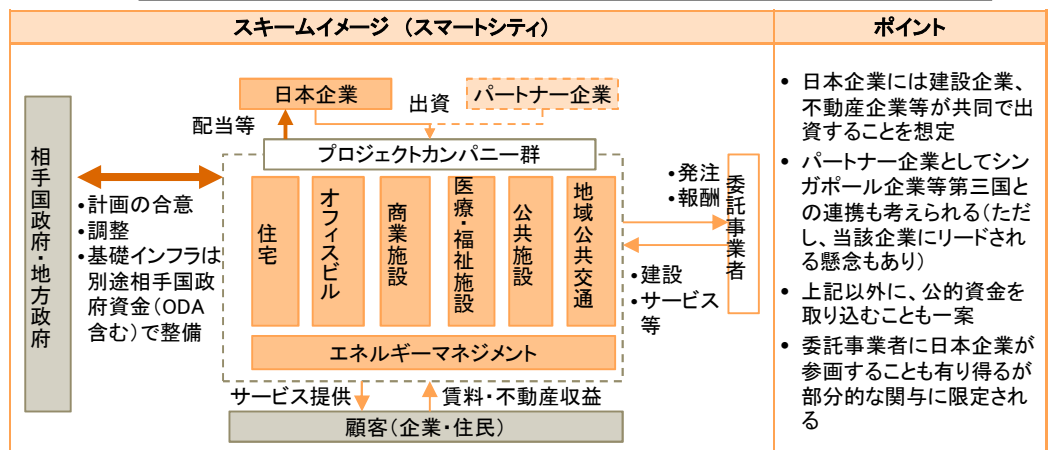 スキームイメージ（スマートシティ）
ポイント
日本企業
パートナー企業
出資
配当等
プロジェクトカンパニー群
相手国政府・地方政府
•計画の合意
•調整
•基礎インフラは
別途相手国政
府資金（ODA
含む）で整備
住宅
オフィスビル
商業施設
医療・福祉施設
公共施設
地域公共交通
エネルギーマネジメント
•発注
•報酬
委託事業者
•建設
•サービス
等
サービス提供
賃料・不動産収益
顧客（企業・住民）
• 日本企業には建設企業、
不動産企業等が共同で出
資することを想定
• パートナー企業としてシン
ガポール企業等第三国と
の連携も考えられる（ただ
し、当該企業にリードされ
る懸念もあり）
• 上記以外に、公的資金を
取り込むことも一案
• 委託事業者に日本企業が
参画することも有り得るが
部分的な関与に限定され
る